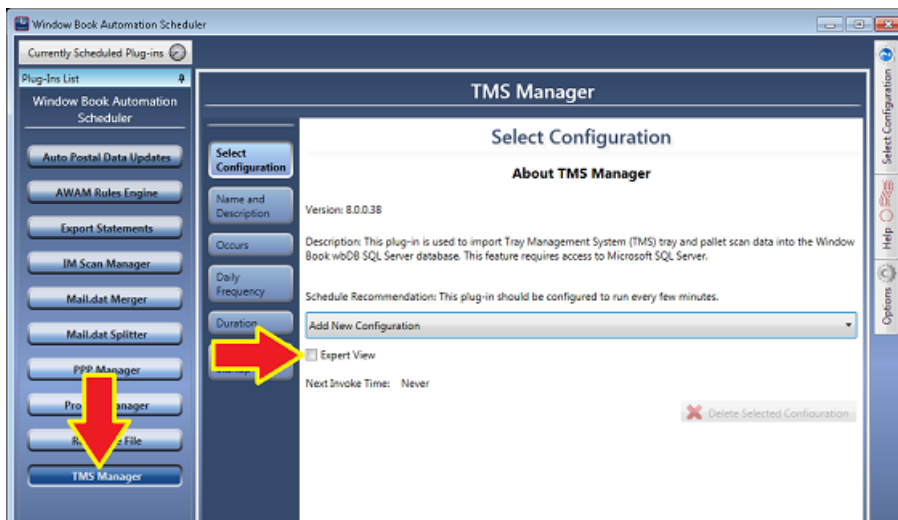 Window Book Automation Scheduler
Currently Scheduled Plug-ins
Plug-Ins List
Window Book Automation
Scheduler
Auto Postal Data Updates
AWAM Rules Engine
Export Statements
IM Scan Manager
Mail.dat Merger
Mail.dat Splitter
PPP Manager
File
TMS Manager
TMS Manager
Select
Configuration
Name and
Description
Occurs
Daily
Frequency
Duration
Select Configuration
About TMS Manager
Version: 8.0.0.38
Description: This plug-in is used to import Tray Management System (TMS) tray and pallet scan data into the Window
Book wbDB SQL Server database. This feature requires access to Microsoft SQL Server.
Schedule Recommendation: This plug-in should be configured to run every few minutes.
Add New Configuration
Expert View
Next Invoke Time: Never
Delete Selected Configuration
Select Configuration
Help
Options